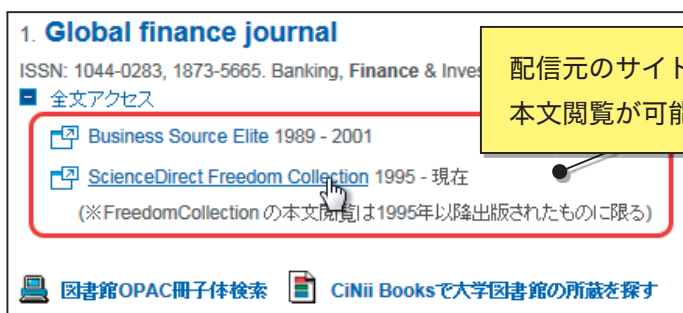 1. Global finance journal
ISSN: 1044-0283, 1873-5665. Banking, Finance & Inves
全文アクセス
Business Source Elite 1989 - 2001
ScienceDirect Freedom Collection 1995 - 現在
(※FreedomCollection の本文閲覧は1995年以降出版されたものに限る)
配信元のサイト
本文閲覧が可能
図書館OPAC冊子体検索 CiNii Booksで大学図書館の所蔵を探す